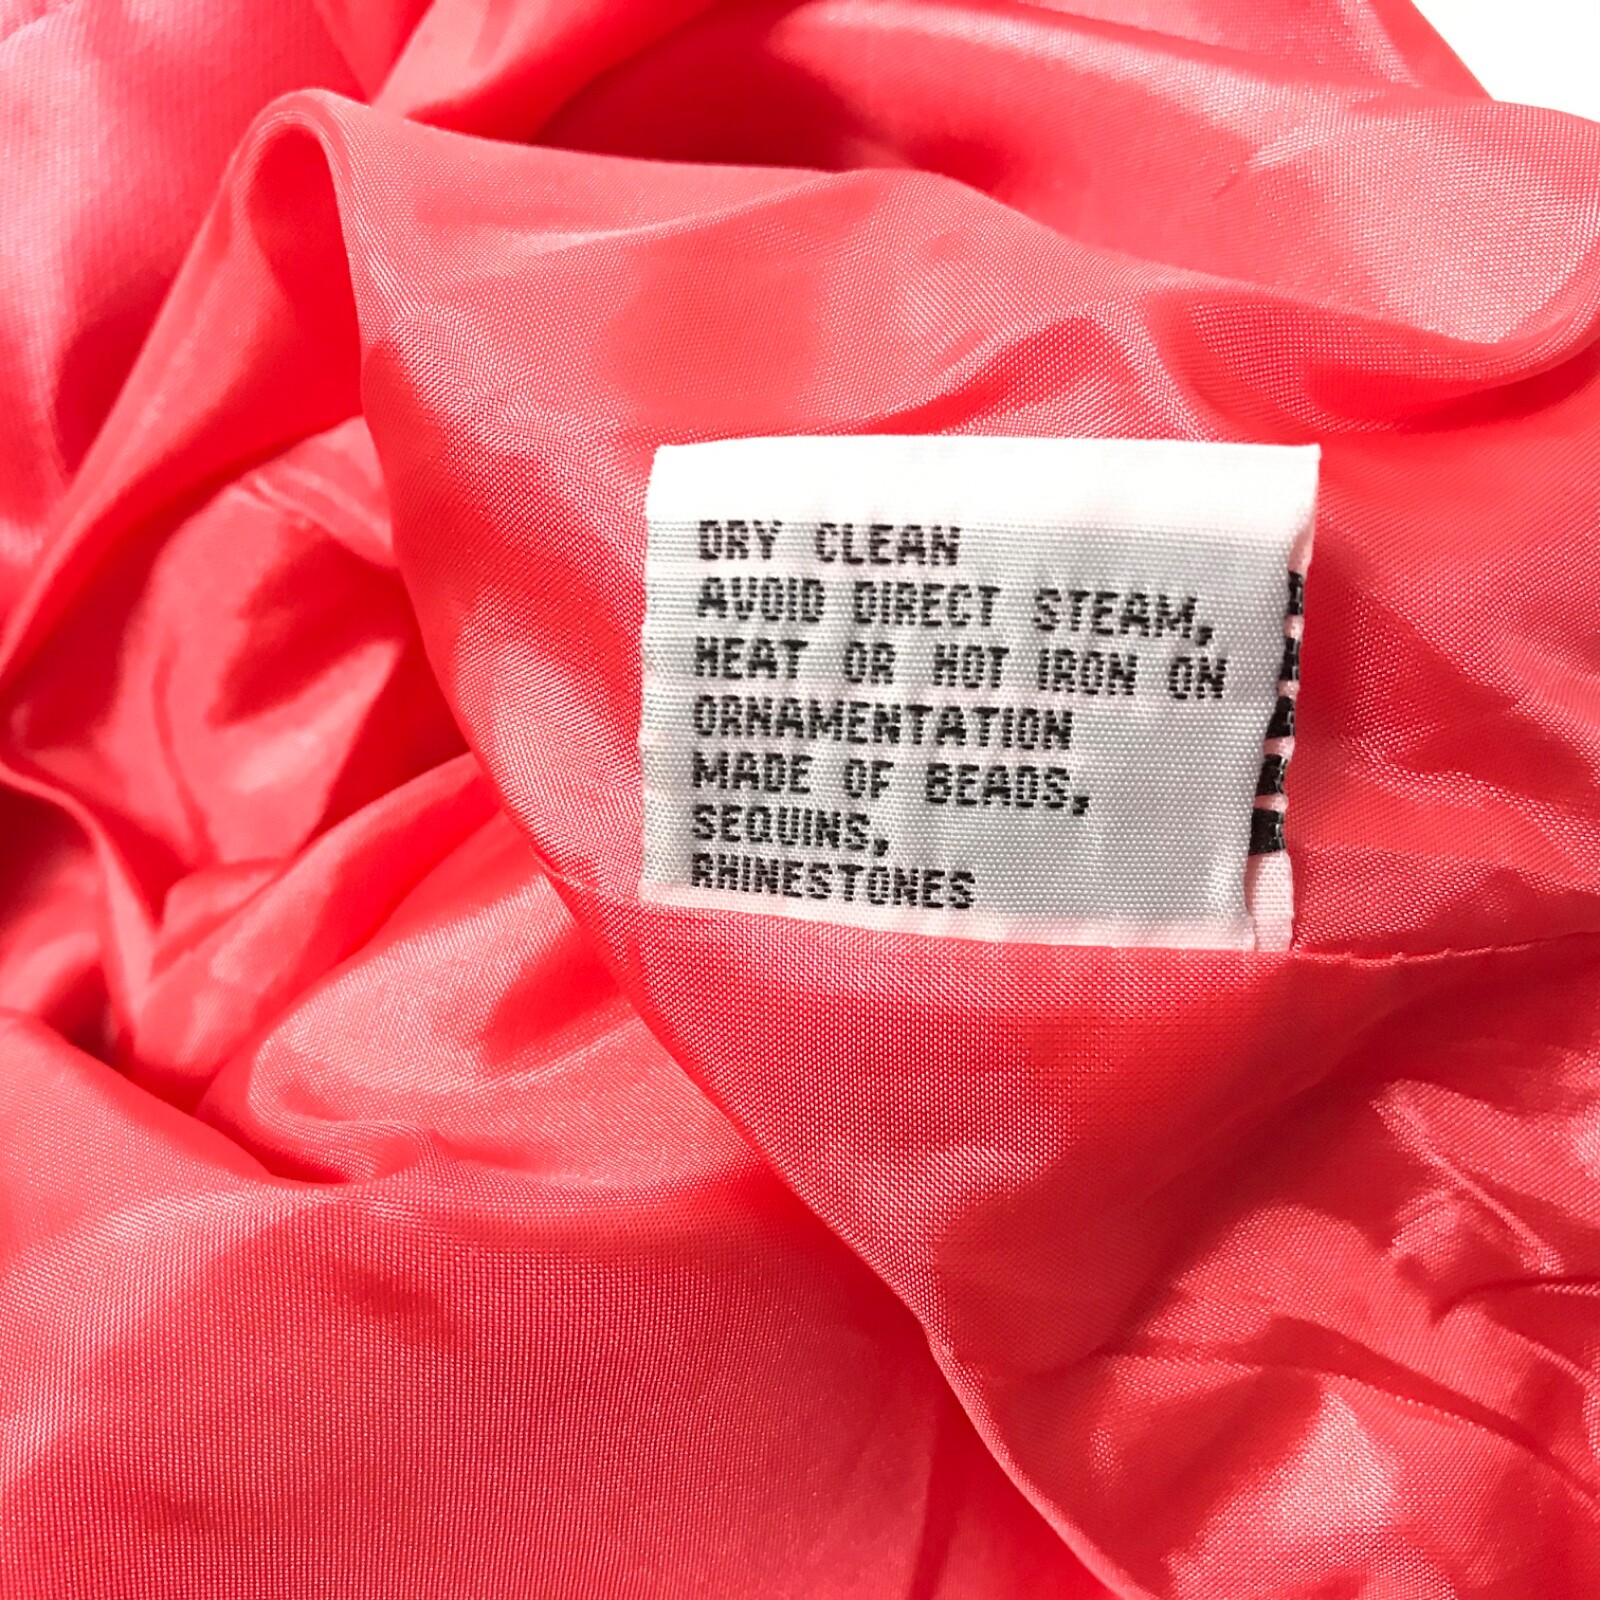 DRY CLEAN
AVOID DIRECT STEAM,
HEAT OR HOT IRON ON
ORNAMENTATION
MADE OF BEADS,
SEQUINS,
RHINESTONES